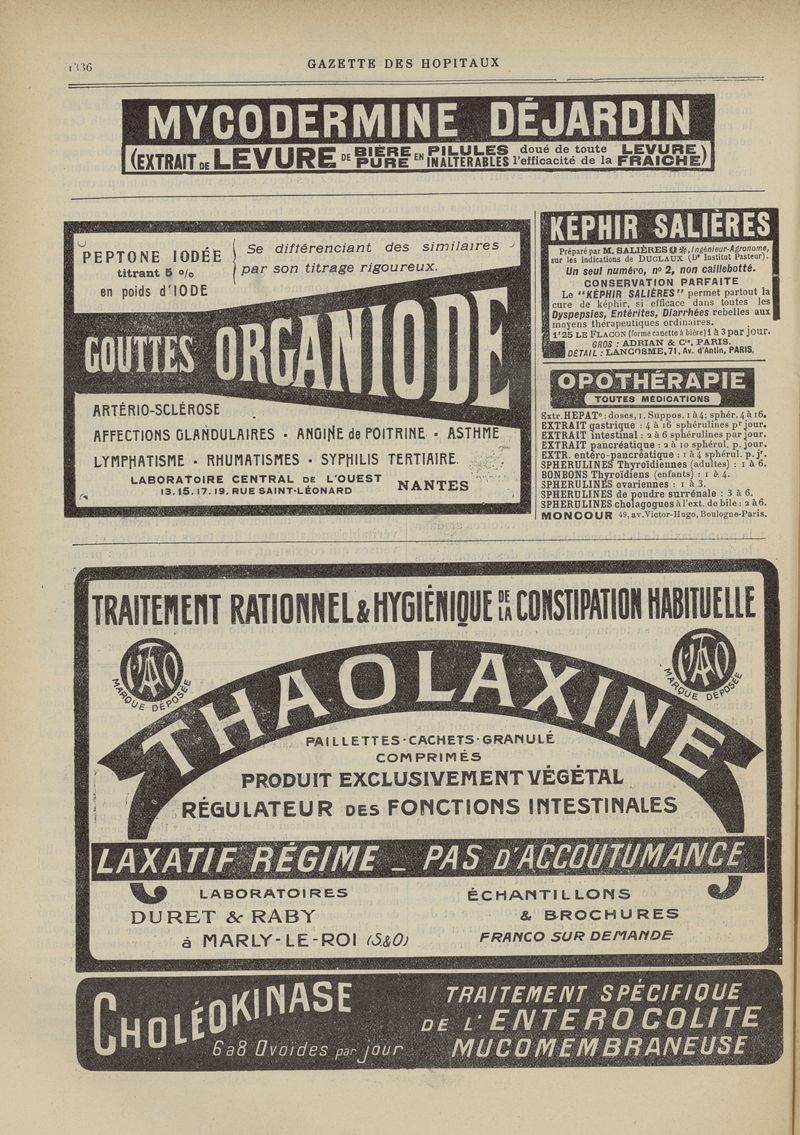 1336
GAZETTE DES HOPITAUX
MYCODERMINE DÉJARDIN
(EXTRAIT DE LEVURE DE BIÈRE PURE EN PILULES INALTÉRABLES doué de toute l'efficacité de la LEVURE FRAICHE)
PEPTONE IODÉE
titrant 5 %
en poids d'IODE
Se différenciant des similaires
par son titrage rigoureux.
GOUTTES ORGANIODE
ARTÉRIO-SCLÉROSE
AFFECTIONS GLANDULAIRES • ANGINE de POITRINE • ASTHME
LYMPHATISME • RHUMATISMES • SYPHILIS TERTIAIRE.
LABORATOIRE CENTRAL DE L'OUEST
13.15.17.19. RUE SAINT-LÉONARD
NANTES
KÉPHIR SALIÈRES
Préparé par M. SALIÈRES, Ingénieur-Agronome,
sur les indications de DUCLAUX (Dr Institut Pasteur).
Un seul numéro, no 2, non caillebotté.
CONSERVATION PARFAITE
Le "KÉPHIR SALIÈRES" permet partout la
cure de képhir, si efficace dans toutes les
Dyspepsies, Entérites, Diarrhées rebelles aux
moyens thérapeutiques ordinaires.
1f25 LE FLACON (forme canette à bière) 1 à 3 par jour.
GROS : ADRIAN & Cie, PARIS.
DÉTAIL : LANCOSME, 71, Av. d'Antin, PARIS,
OPOTHÉRAPIE
TOUTES MÉDICATIONS
Extr. HEPATe: doses, 1. Suppos. 1 à 4; sphér. 4 à 16.
EXTRAIT gastrique : 4 à 16 sphérulines pr jour.
EXTRAIT intestinal : 2 à 6 sphérulines par jour.
EXTRAIT pancréatique : 2 à 10 sphérul. p. jour.
EXTR. entéro-pancréatique : 1 à 4 sphérul. p. jr.
SPHERULINES Thyroïdiennes (adultes) : 1 à 6.
BONBONS Thyroïdiens (enfants) : 1 à 4.
SPHERULINES ovariennes : 1 à 3.
SPHERULINES de poudre surrénale : 3 à 6.
SPHERULINES cholagogues à l'ext. de bile : 2 à 6.
MONCOUR 49, av. Victor-Hugo, Boulogne-Paris.
TRAITEMENT RATIONNEL & HYGIÉNIQUE DE LA CONSTIPATION HABITUELLE
MARQUE DÉPOSÉE
MARQUE DÉPOSÉE
THAOLAXINE
PAILLETTES • CACHETS • GRANULÉ
COMPRIMÉS
PRODUIT EXCLUSIVEMENT VÉGÉTAL
RÉGULATEUR DES FONCTIONS INTESTINALES
LAXATIF RÉGIME _ PAS D'ACCOUTUMANCE
LABORATOIRES
DURET & RABY
à MARLY-LE-ROI (S&O)
ÉCHANTILLONS
& BROCHURES
FRANCO SUR DEMANDE
CHOLÉOKINASE
6 a 8 Ovoïdes par jour
TRAITEMENT SPÉCIFIQUE
DE L'ENTEROCOLITE
MUCOMEMBRANEUSE